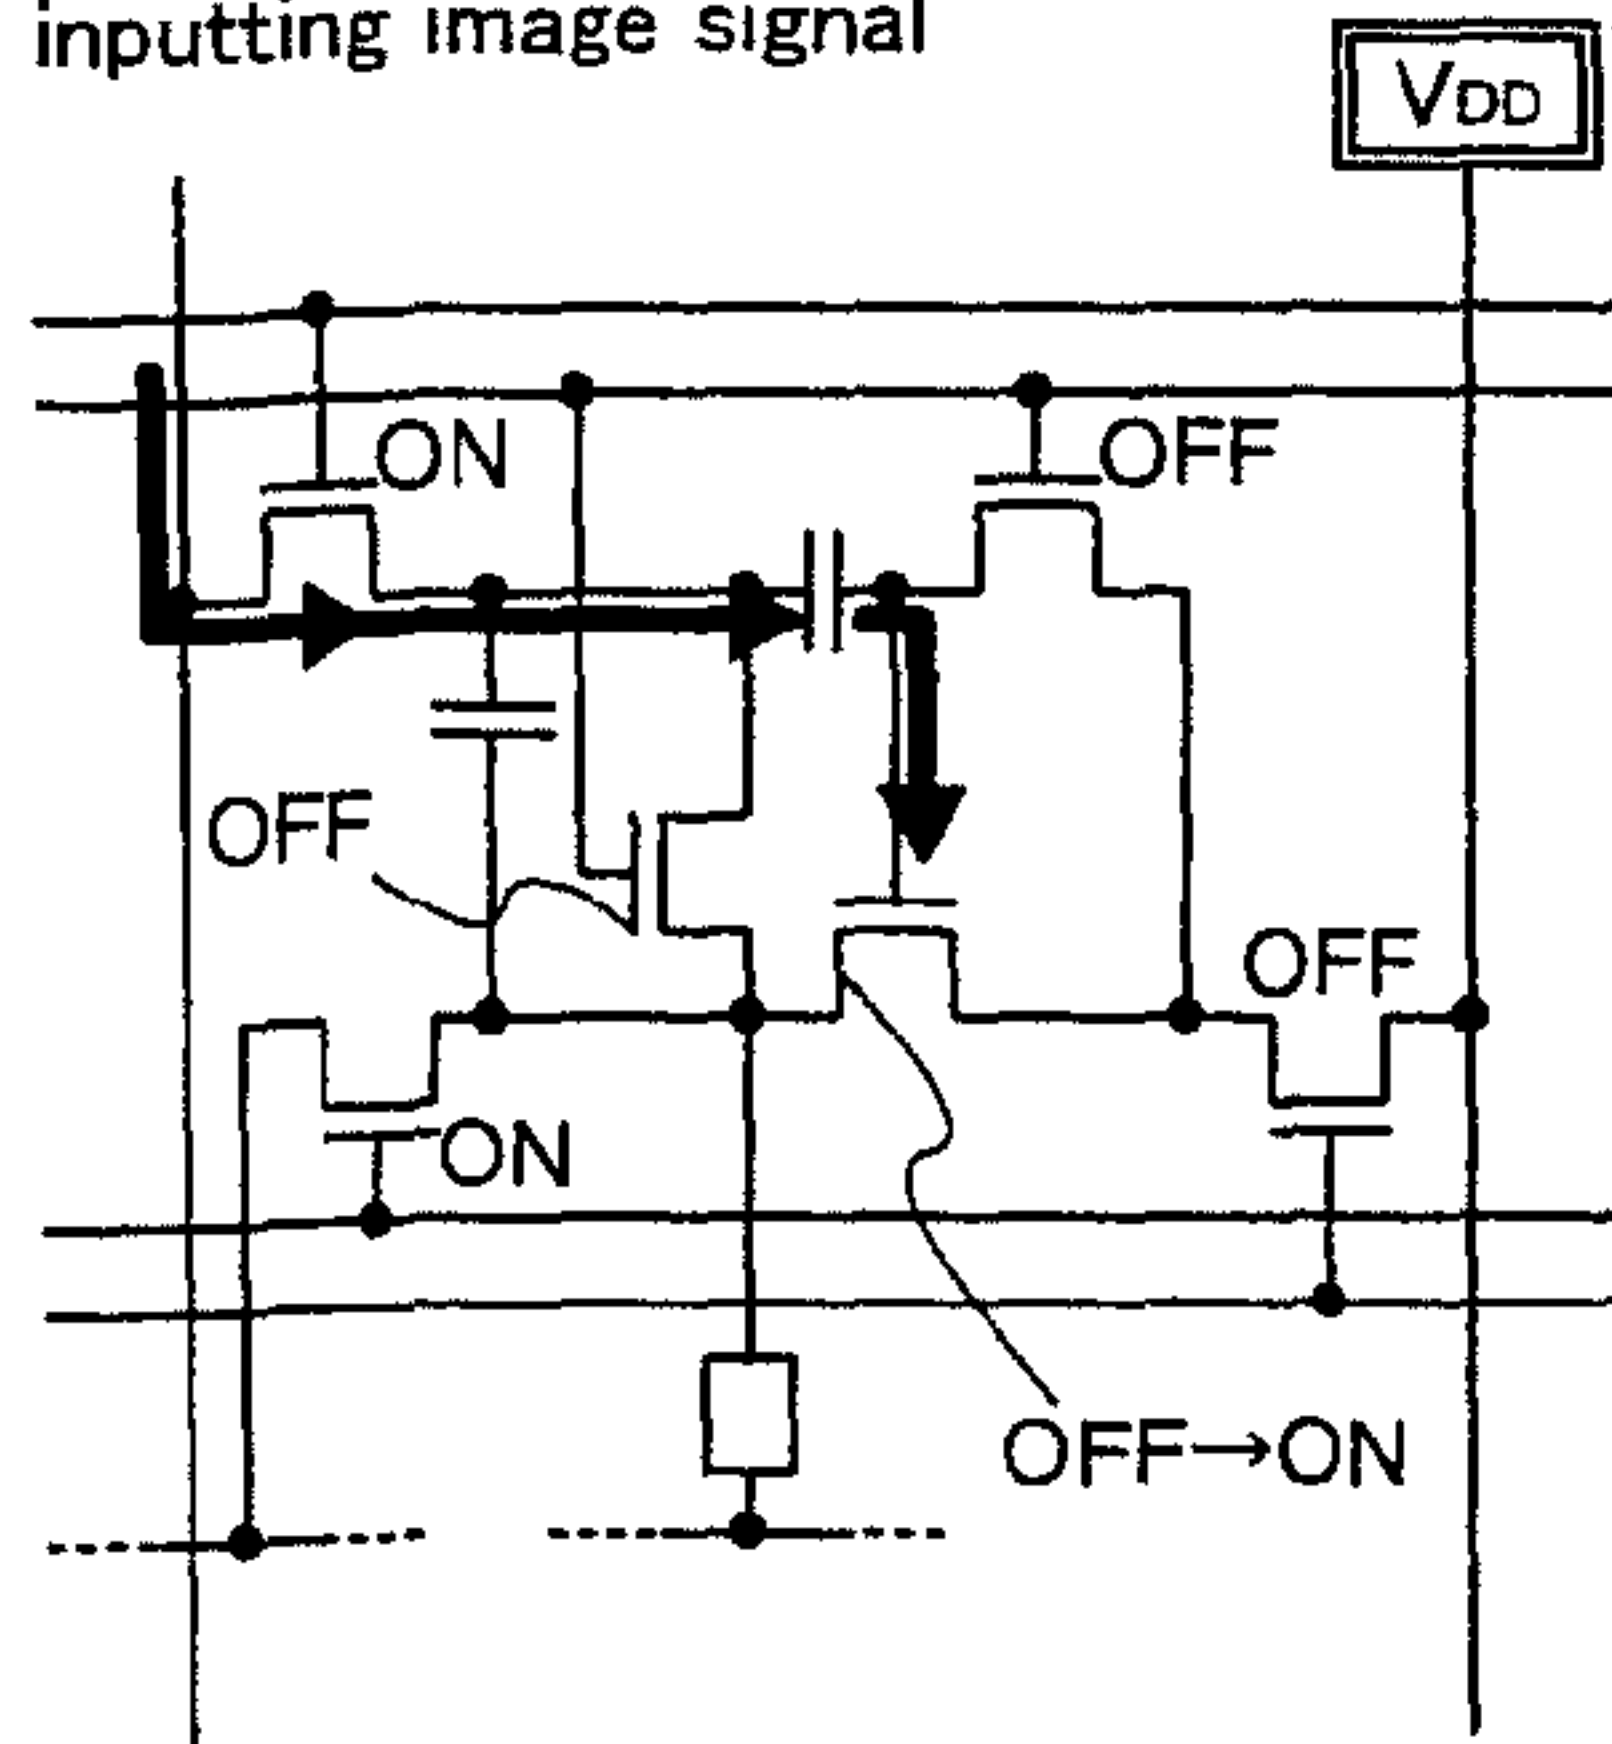 inputting image signal
VDD
ON
OFF
OFF
OFF
ON
OFF→ON